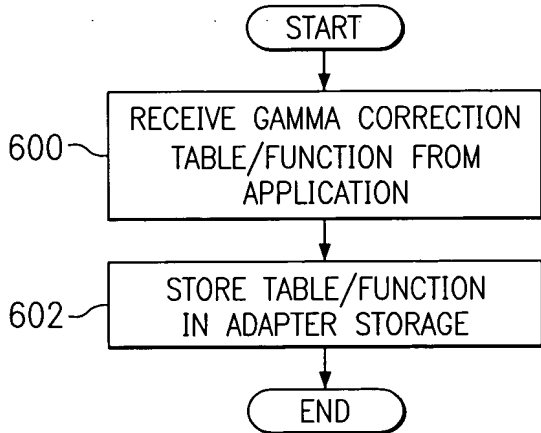 START
600
RECEIVE GAMMA CORRECTION
TABLE/FUNCTION FROM
APPLICATION
602
STORE TABLE/FUNCTION
IN ADAPTER STORAGE
END